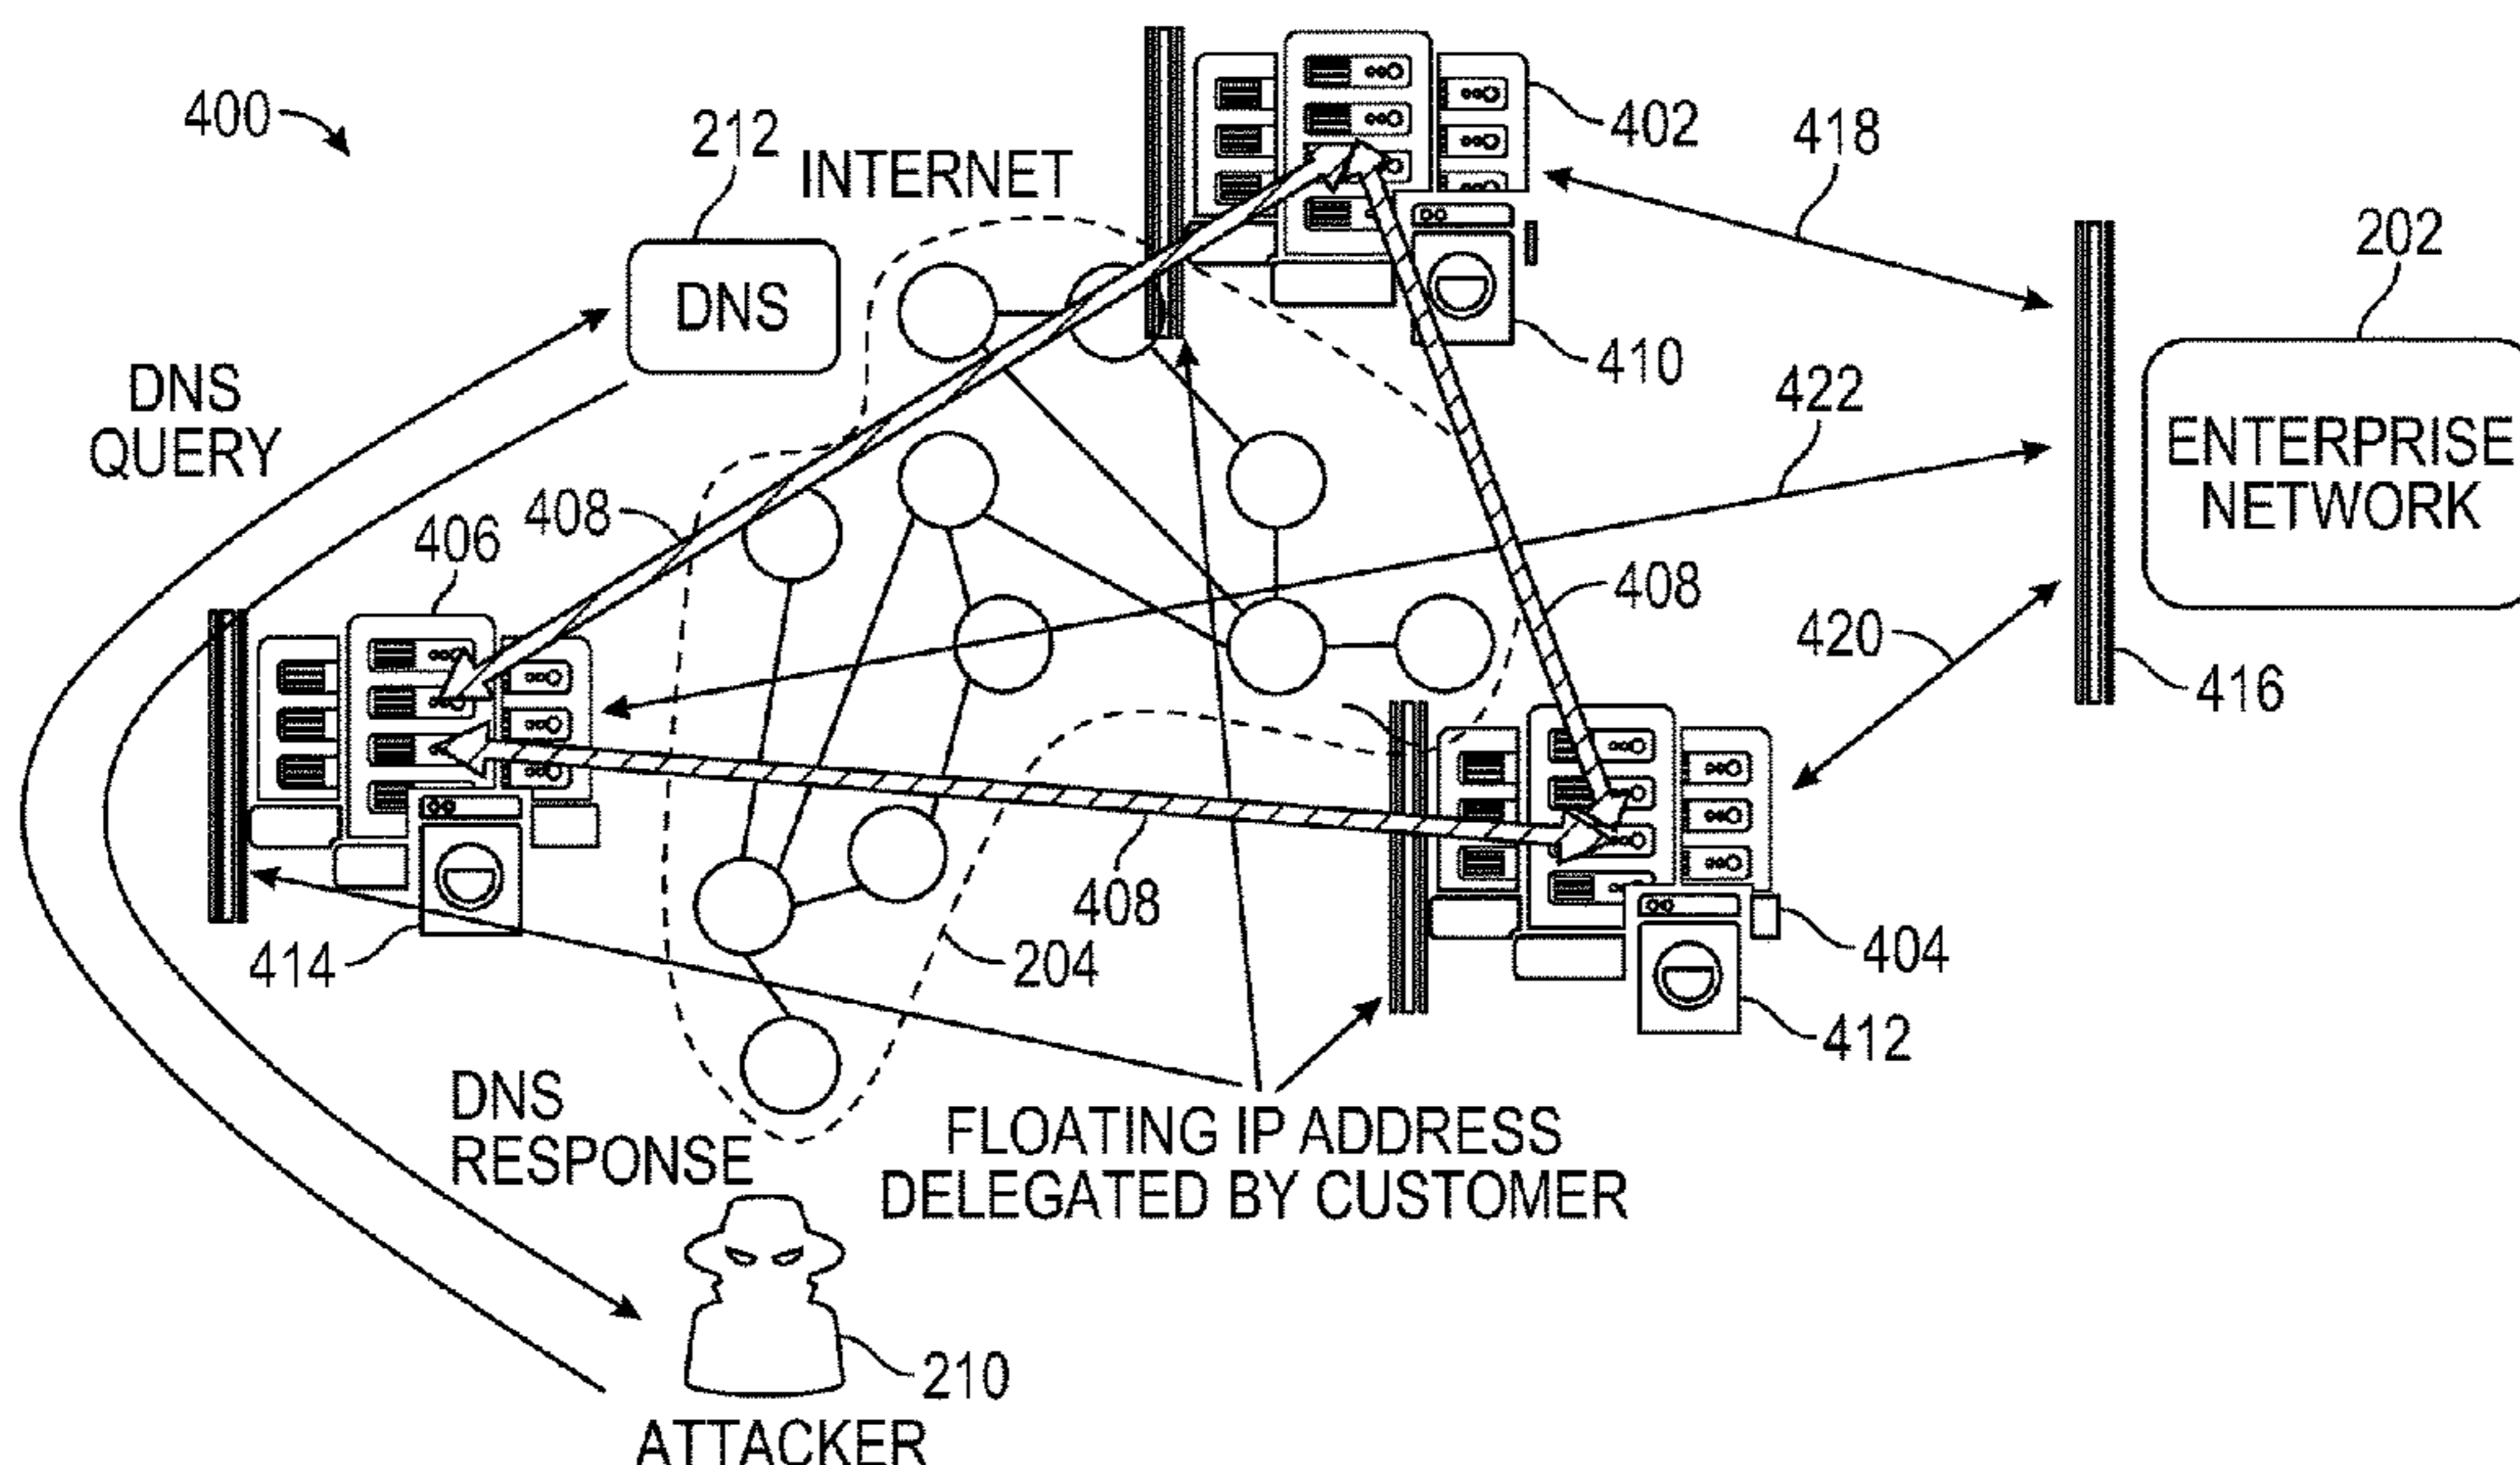 400
212
INTERNET
402
418
202
DNS
410
422
DNS
QUERY
408
406
ENTERPRISE
NETWORK
408
420
416
408
404
414
204
412
DNS
RESPONSE
FLOATING IP ADDRESS
DELEGATED BY CUSTOMER
210
ATTACKER